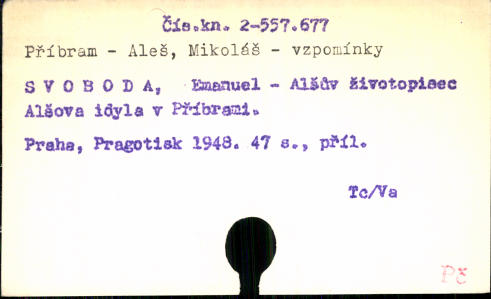 Čís.kn. 2-557.677
Příbram - Aleš, Mikoláš - vzpomínky
S V O B O D A, Emanuel - Alšův životopisec
Alšova idyla v Příbrami.
Praha, Pragotisk 1948. 47 s., příl.
Tc/Va
Pč